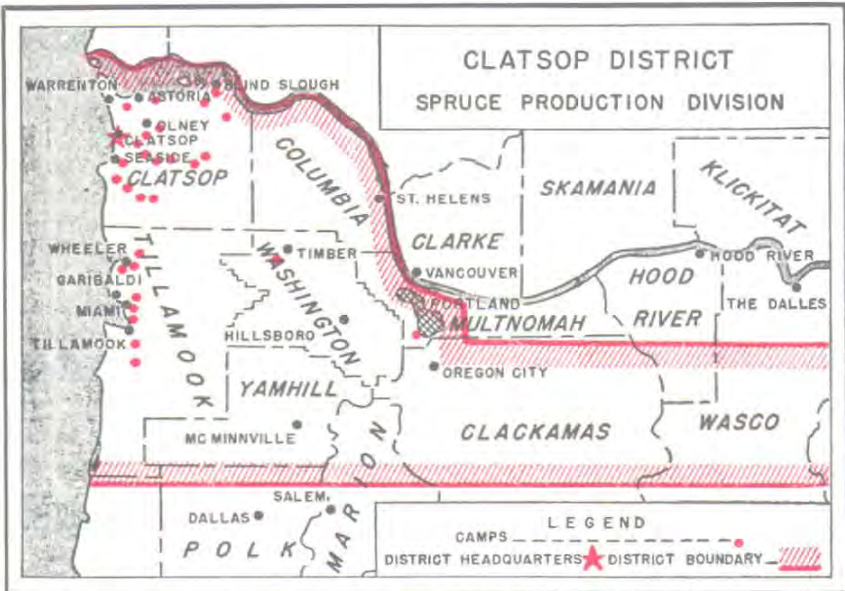 CLATSOP DISTRICT
SPRUCE PRODUCTION DIVISION
WARRENTON
ASTORIA
BLIND SLOUGH
OLNEY
CLATSOP
SEASIDE
CLATSOP
COLUMBIA
ST. HELENS
SKAMANIA
KLICKITAT
CLARKE
WHEELER
TIMBER
VANCOUVER
HOOD RIVER
GARIBALDI
TILLAMOOK
WASHINGTON
PORTLAND
HOOD
RIVER
THE DALLES
MIAMI
HILLSBORO
MULTNOMAH
TILLAMOOK
OREGON CITY
YAMHILL
MC MINNVILLE
CLACKAMAS
WASCO
MARION
SALEM
DALLAS
POLK
LEGEND
CAMPS
DISTRICT HEADQUARTERS DISTRICT BOUNDARY